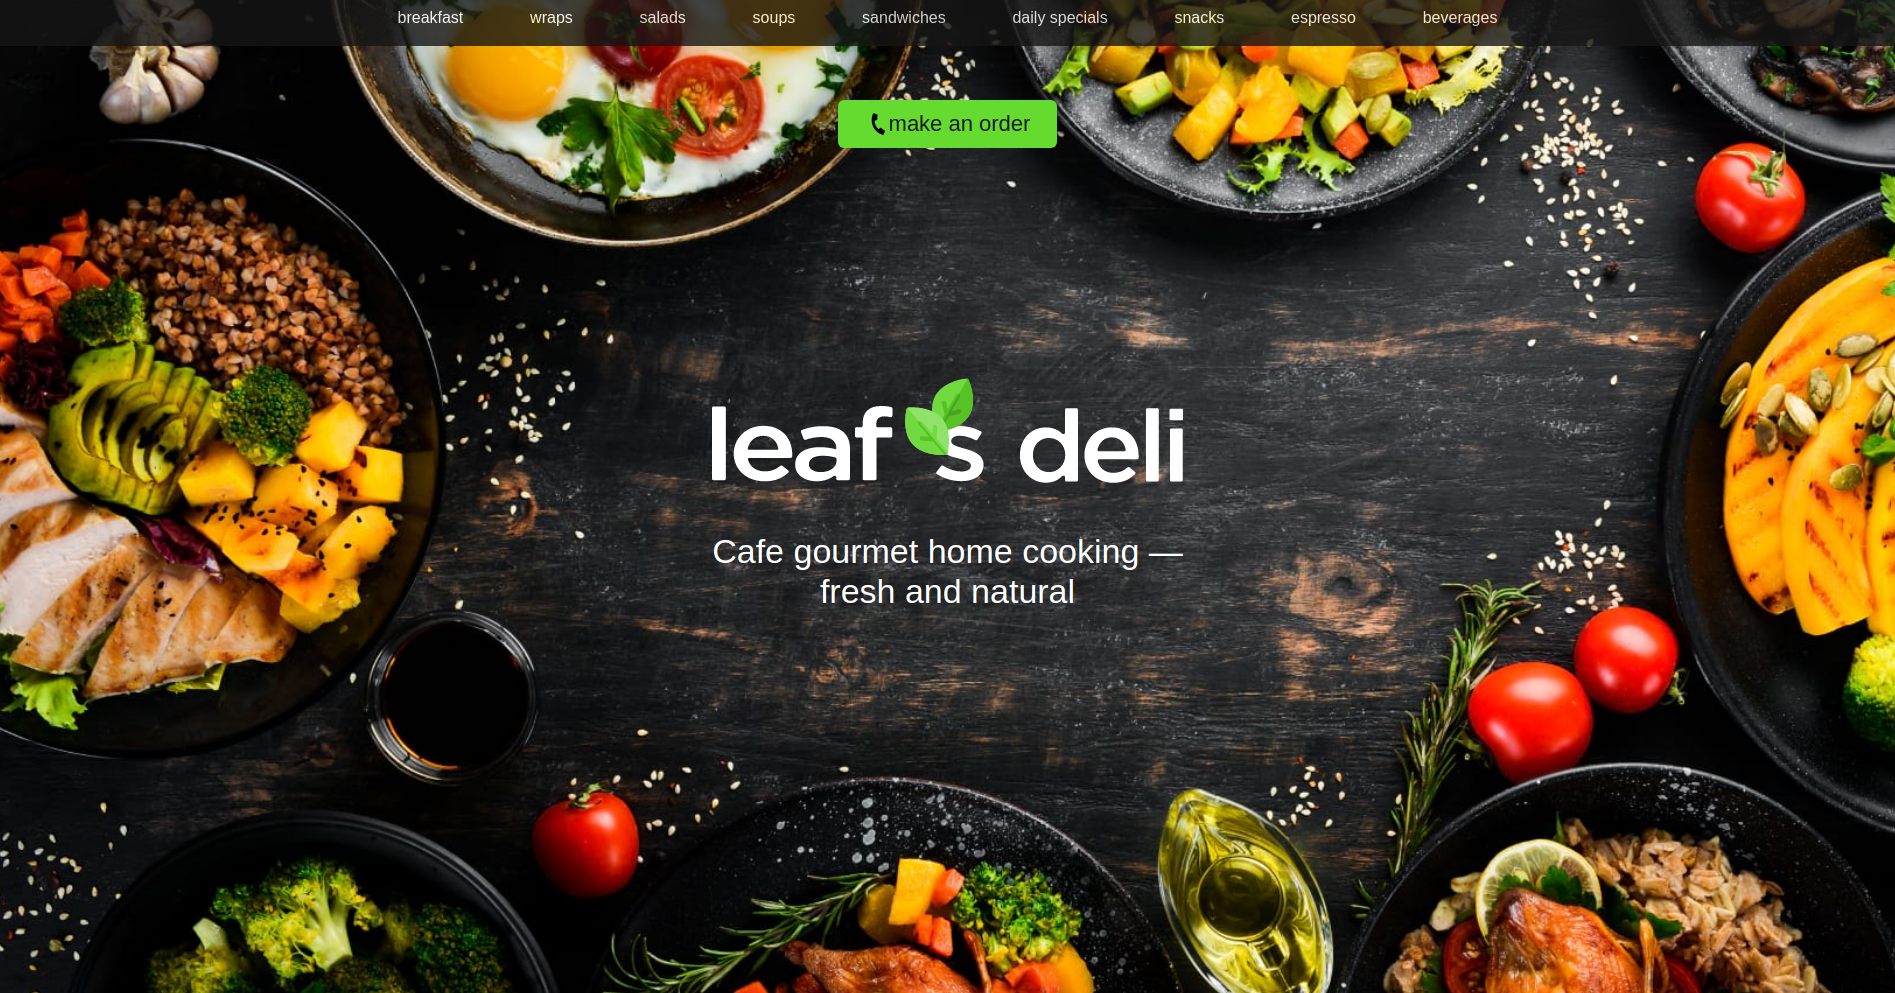 breakfast wraps salads soups sandwiches daily specials snacks espresso beverages
make an order
leaf's deli
Cafe gourmet home cooking —
fresh and natural